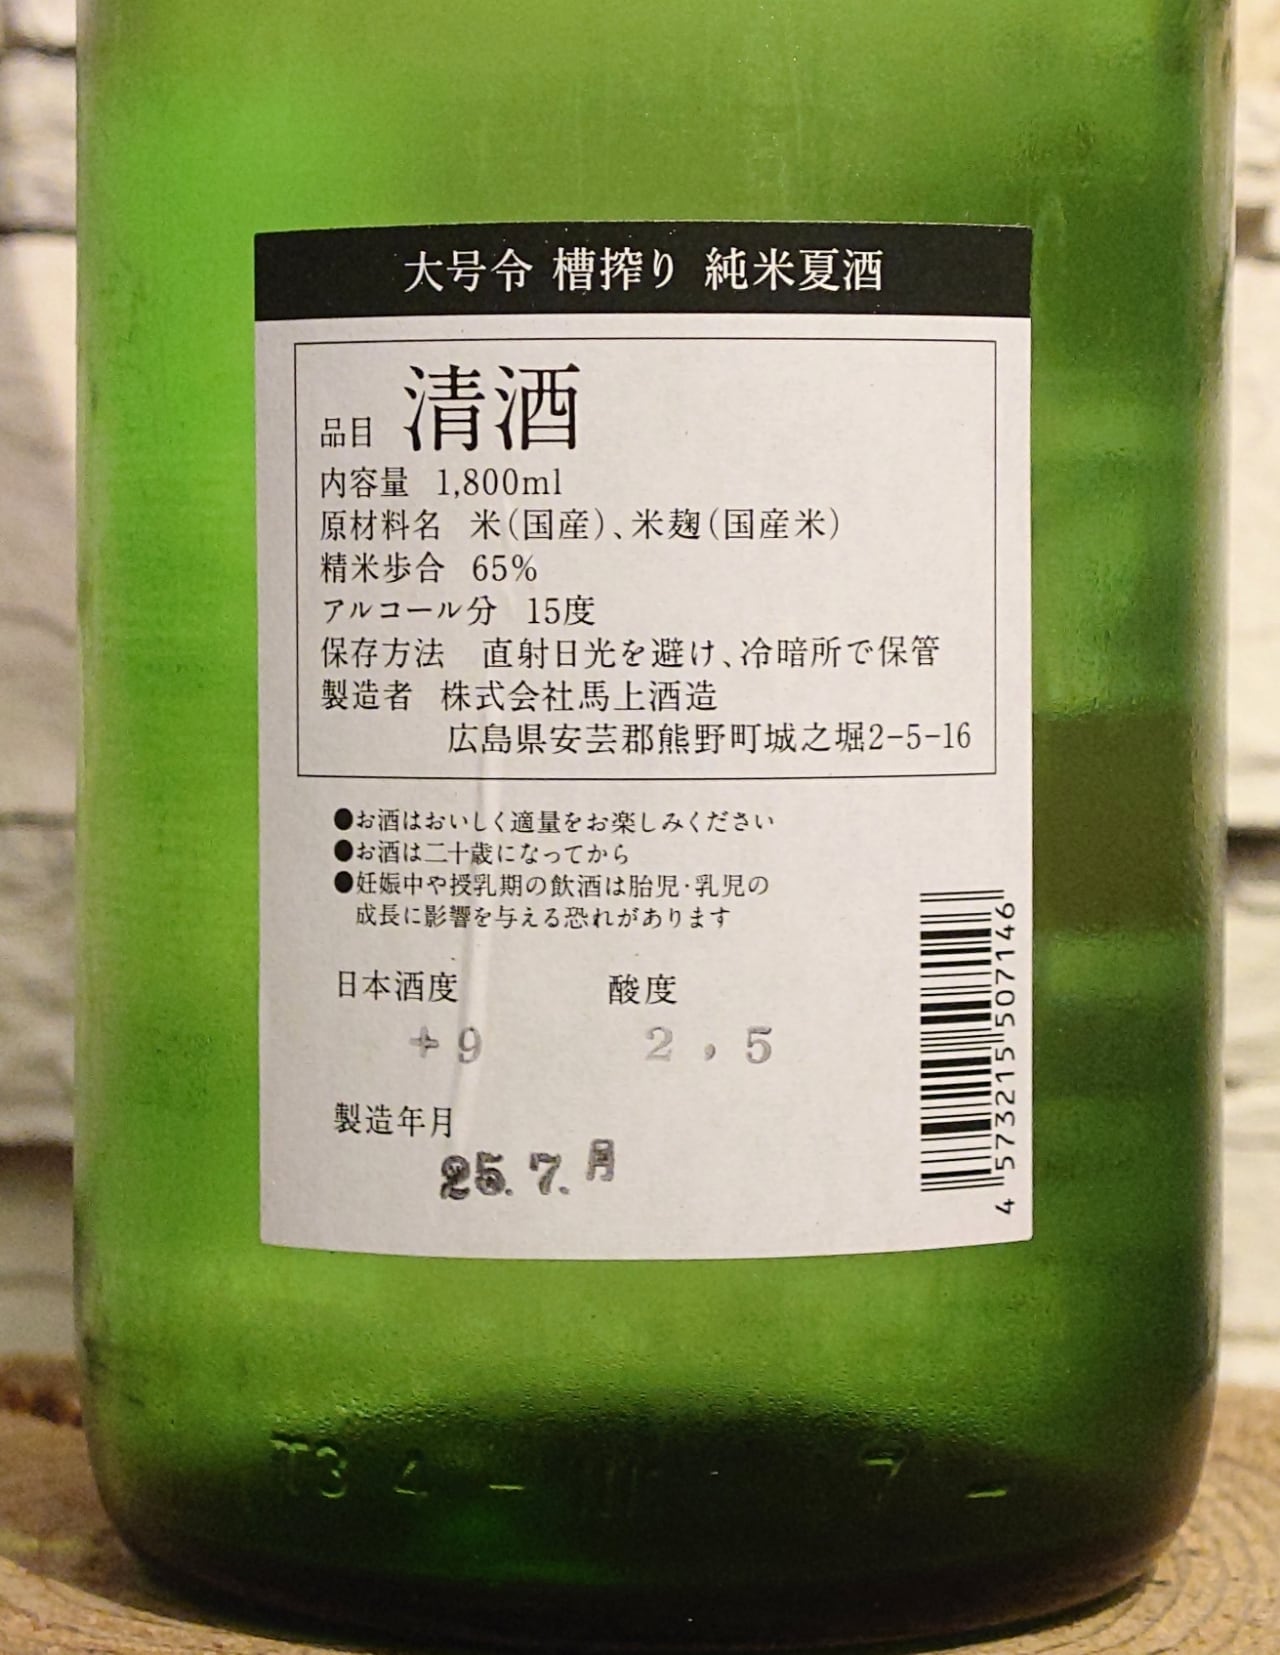 大号令 槽搾り 純米夏酒
品目 清酒
内容量 1,800ml
原材料名 米(国産)、米麹(国産米)
精米歩合 65%
アルコール分 15度
保存方法 直射日光を避け、冷暗所で保管
製造者 株式会社馬上酒造
広島県安芸郡熊野町城之堀2-5-16
●お酒はおいしく適量をお楽しみください
●お酒は二十歳になってから
●妊娠中や授乳期の飲酒は胎児・乳児の
成長に影響を与える恐れがあります
日本酒度 酸度
+9 2,5
製造年月
25.7.月
4573215507146